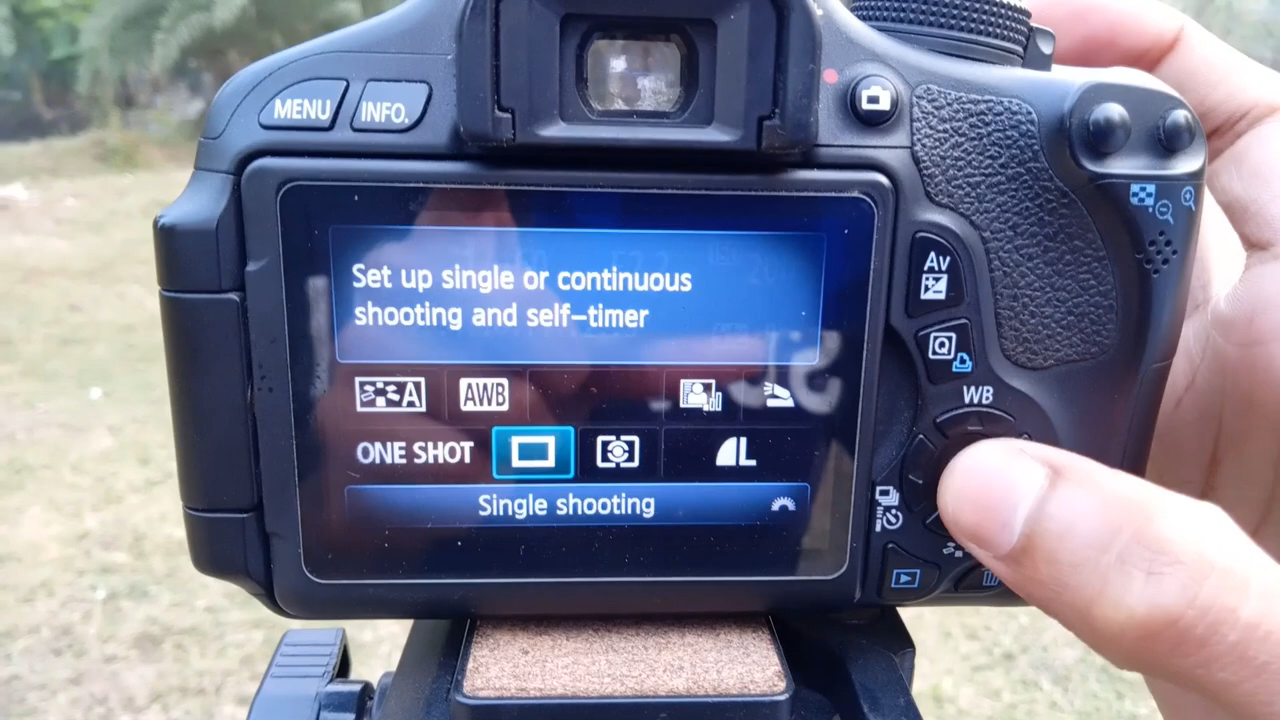 MENU
INFO.
Set up single or continuous
shooting and self-timer
A
AWB
ONE SHOT
L
Single shooting
Av
Q
WB